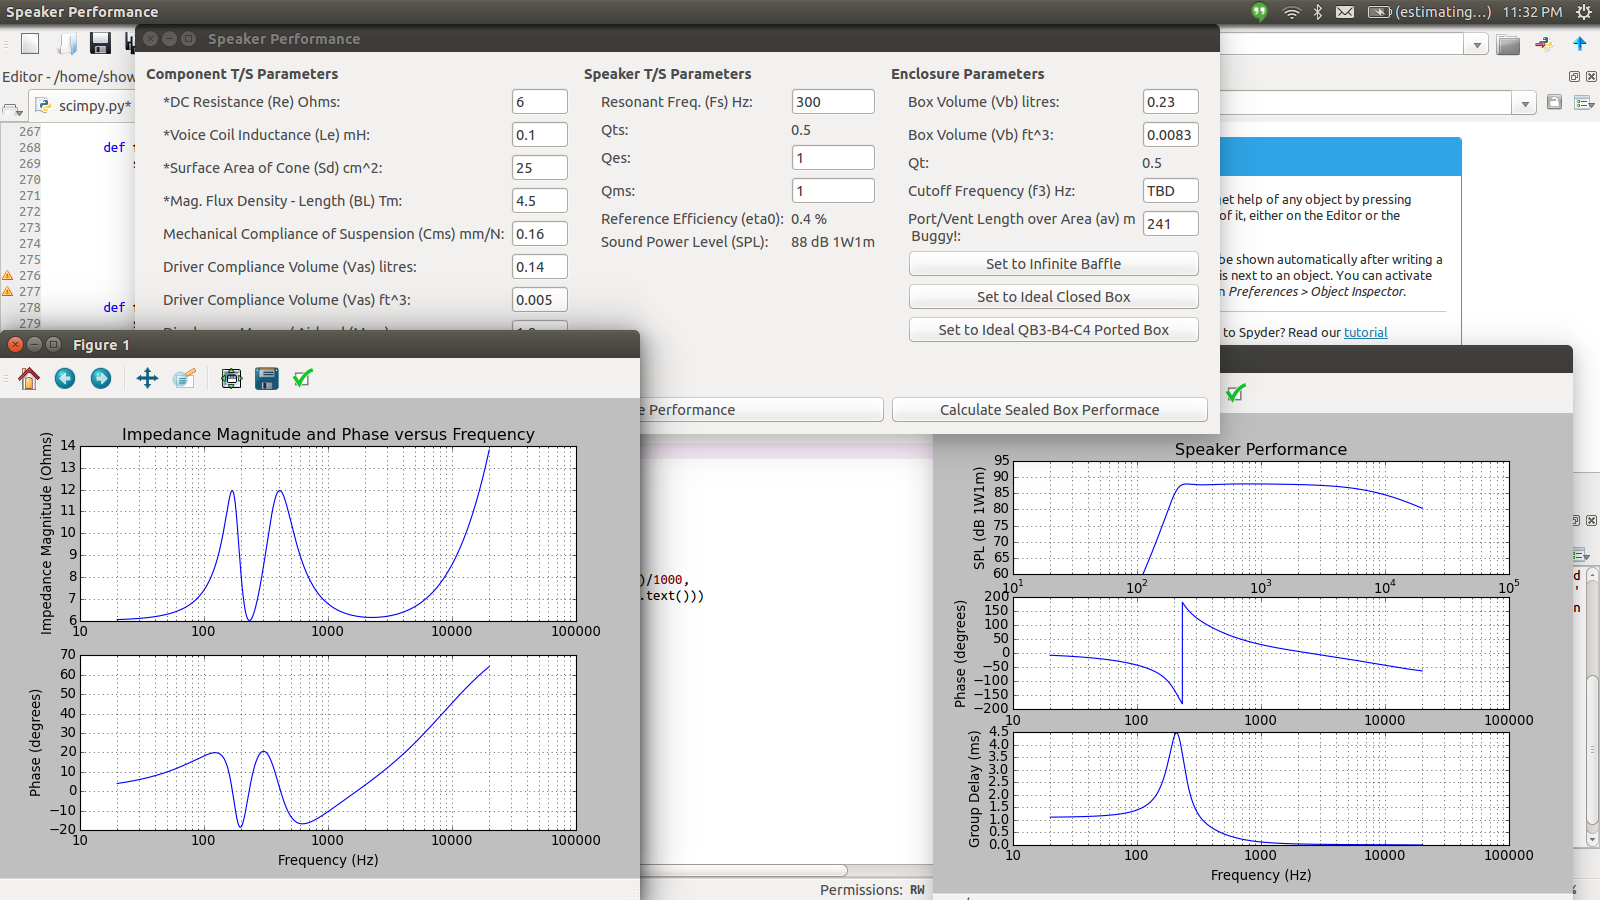 Speaker Performance
(estimating...) 11:32 PM
Speaker Performance
Editor - /home/show
scimpy.py*
267
268 def
269
270
271
272
273
274
275
276
277
278 def
279
Component T/S Parameters
*DC Resistance (Re) Ohms: 6
*Voice Coil Inductance (Le) mH: 0.1
*Surface Area of Cone (Sd) cm^2: 25
*Mag. Flux Density - Length (BL) Tm: 4.5
Mechanical Compliance of Suspension (Cms) mm/N: 0.16
Driver Compliance Volume (Vas) litres: 0.14
Driver Compliance Volume (Vas) ft^3: 0.005
Speaker T/S Parameters
Resonant Freq. (Fs) Hz: 300
Qts: 0.5
Qes: 1
Qms: 1
Reference Efficiency (eta0): 0.4 %
Sound Power Level (SPL): 88 dB 1W1m
Enclosure Parameters
Box Volume (Vb) litres: 0.23
Box Volume (Vb) ft^3: 0.0083
Qt: 0.5
Cutoff Frequency (f3) Hz: TBD
Port/Vent Length over Area (av) m
Buggy!: 241
Set to Infinite Baffle
Set to Ideal Closed Box
Set to Ideal QB3-B4-C4 Ported Box
e Performance
Calculate Sealed Box Performace
get help of any object by pressing
of it, either on the Editor or the
be shown automatically after writing a
is next to an object. You can activate
n Preferences > Object Inspector.
to Spyder? Read our tutorial
)/1000,
.text()))
d
'
n
Permissions: RW
%
Figure 1
Impedance Magnitude and Phase versus Frequency
Impedance Magnitude (Ohms)
14
13
12
11
10
9
8
7
6
10 100 1000 10000 100000
Phase (degrees)
70
60
50
40
30
20
10
0
−10
−20
10 100 1000 10000 100000
Frequency (Hz)
Speaker Performance
SPL (dB 1W1m)
95
90
85
80
75
70
65
60
10^1 10^2 10^3 10^4 10^5
Phase (degrees)
200
150
100
50
0
−50
−100
−150
−200
10 100 1000 10000 100000
Group Delay (ms)
4.5
4.0
3.5
3.0
2.5
2.0
1.5
1.0
0.5
0.0
10 100 1000 10000 100000
Frequency (Hz)